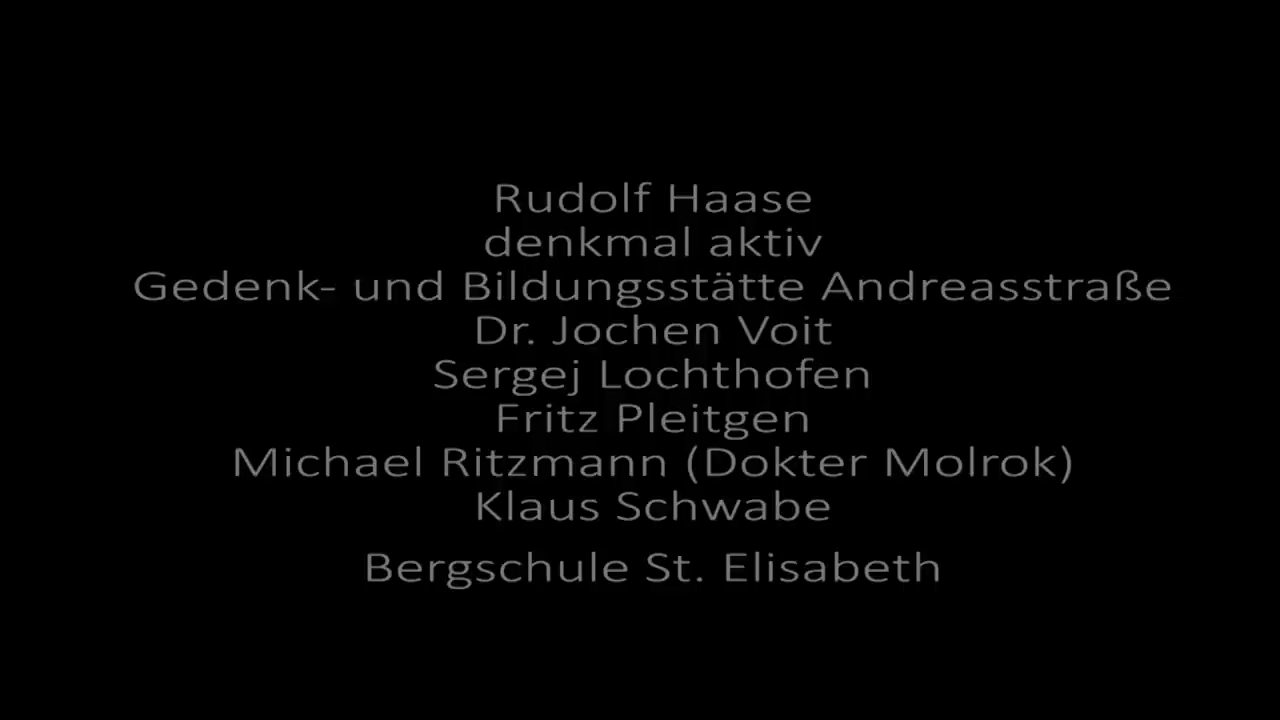 Rudolf Haase
denkmal aktiv
Gedenk- und Bildungsstätte Andreasstraße
Dr. Jochen Voit
Sergej Lochthofen
Fritz Pleitgen
Michael Ritzmann (Dokter Molrok)
Klaus Schwabe
Bergschule St. Elisabeth